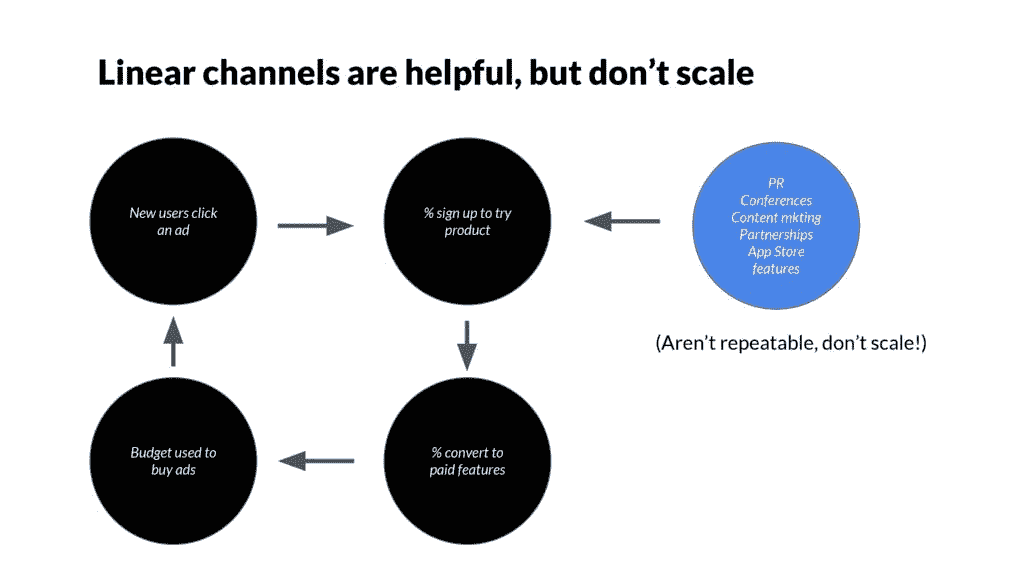 Linear channels are helpful, but don't scale
New users click
an ad
% sign up to try
product
PR
Conferences
Content mkting
Partnerships
App Store
features
(Aren't repeatable, don't scale!)
Budget used to
buy ads
% convert to
paid features